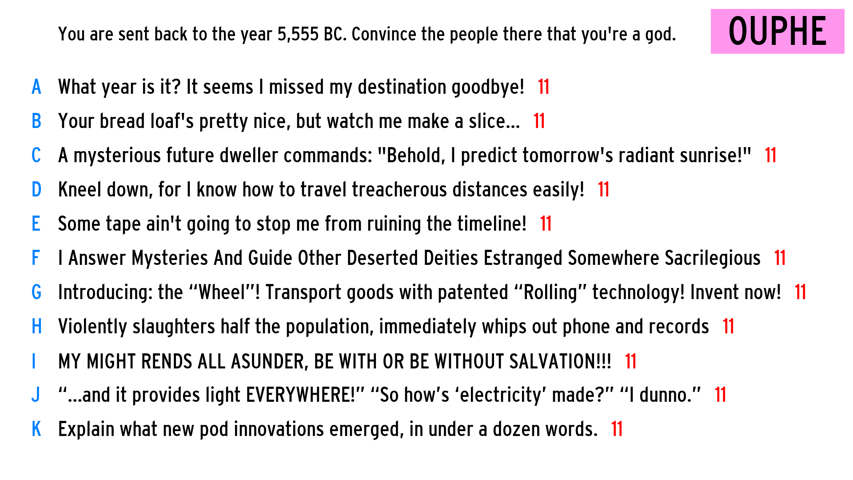 You are sent back to the year 5,555 BC. Convince the people there that you're a god.
OUPHE
A What year is it? It seems I missed my destination goodbye! 11
B Your bread loaf's pretty nice, but watch me make a slice... 11
C A mysterious future dweller commands: "Behold, I predict tomorrow's radiant sunrise!" 11
D Kneel down, for I know how to travel treacherous distances easily! 11
E Some tape ain't going to stop me from ruining the timeline! 11
F I Answer Mysteries And Guide Other Deserted Deities Estranged Somewhere Sacrilegious 11
G Introducing: the “Wheel”! Transport goods with patented “Rolling” technology! Invent now! 11
H Violently slaughters half the population, immediately whips out phone and records 11
I MY MIGHT RENDS ALL ASUNDER, BE WITH OR BE WITHOUT SALVATION!!! 11
J “...and it provides light EVERYWHERE!” “So how’s ‘electricity’ made?” “I dunno.” 11
K Explain what new pod innovations emerged, in under a dozen words. 11